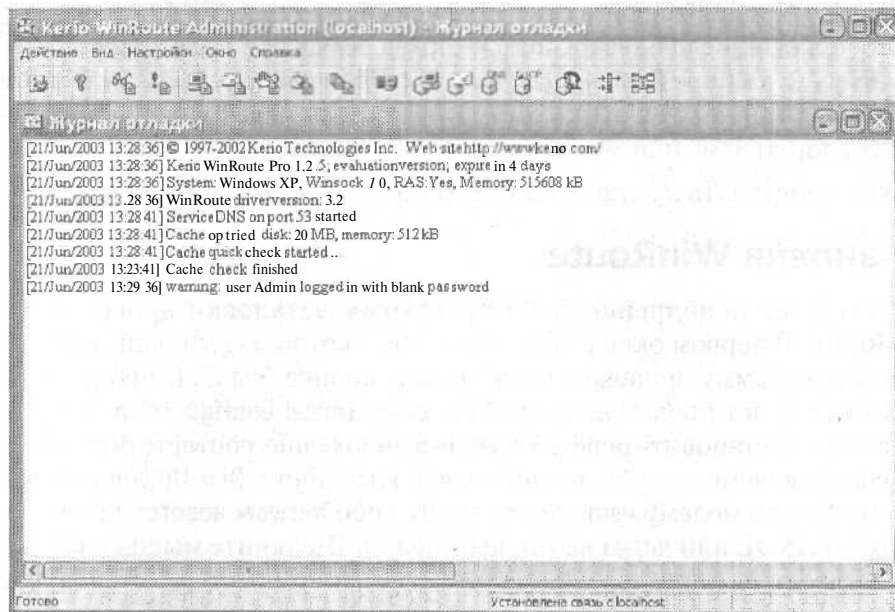 Kerio WinRoute Administration (localhost) - Журнал отладки
Действие Вид Настройки Окно Справка
Журнал отладки
[21/Jun/2003 13:28:36] © 1997-2002 Kerio Technologies Inc. Web site http://www.keno com/
[21/Jun/2003 13:28:36] Kerio WinRoute Pro 1.2.5; evaluation version; expire in 4 days
[21/Jun/2003 13:28:36] System: Windows XP, Winsock 1 0, RAS: Yes, Memory: 515608 kB
[21/Jun/2003 13.28 36] WinRoute driver version: 3.2
[21/Jun/2003 13:28 41] Service DNS on port 53 started
[21/Jun/2003 13:28:41] Cache op tried disk: 20 MB, memory: 512 kB
[21/Jun/2003 13:28:41] Cache quick check started ..
[21/Jun/2003 13:23:41] Cache check finished
[21/Jun/2003 13:29 36] warning: user Admin logged in with blank password
Готово Установлена связь с localhost